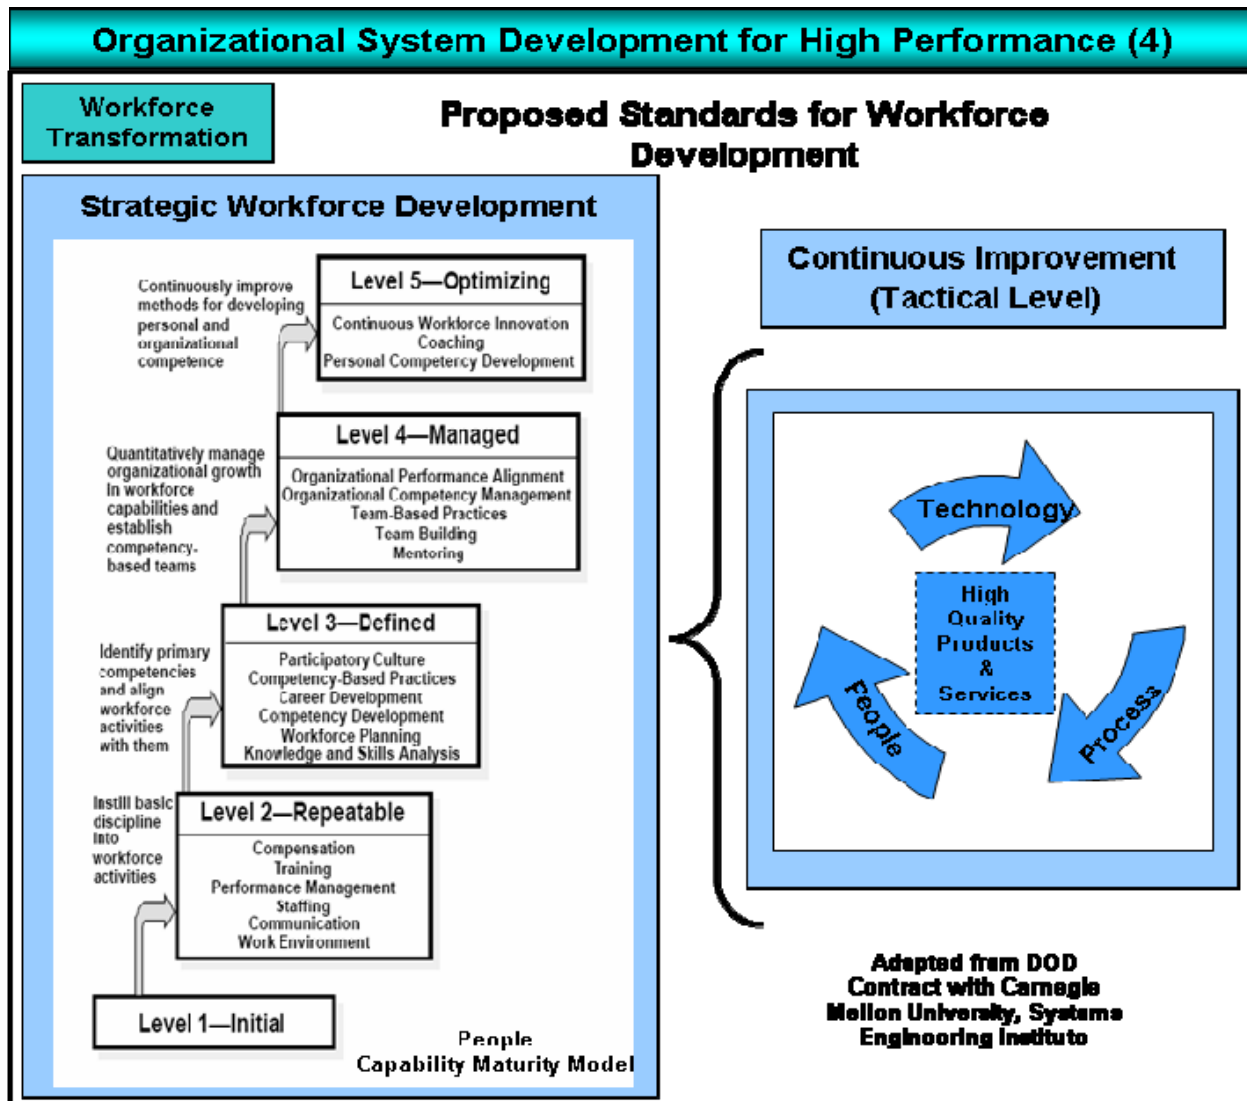 Organizational System Development for High Performance (4)
Workforce
Transformation
Proposed Standards for Workforce
Development
Strategic Workforce Development
Continuously improve
methods for developing
personal and
organizational
competence
Level 5—Optimizing
Continuous Workforce Innovation
Coaching
Personal Competency Development
Quantitatively manage
organizational growth
In workforce
capabilities and
establish
competency-
based teams
Level 4—Managed
Organizational Performance Alignment
Organizational Competency Management
Team-Based Practices
Team Building
Mentoring
Identify primary
competencies
and align
workforce
activities
with them
Level 3—Defined
Participatory Culture
Competency-Based Practices
Career Development
Competency Development
Workforce Planning
Knowledge and Skills Analysis
Instill basic
discipline
into
workforce
activities
Level 2—Repeatable
Compensation
Training
Performance Management
Staffing
Communication
Work Environment
Level 1—Initial
People
Capability Maturity Model
Continuous Improvement
(Tactical Level)
Technology
High
Quality
Products
&
Services
People
Process
Adapted from DOD
Contract with Carnegie
Mellon University, Systems
Engineering Institute